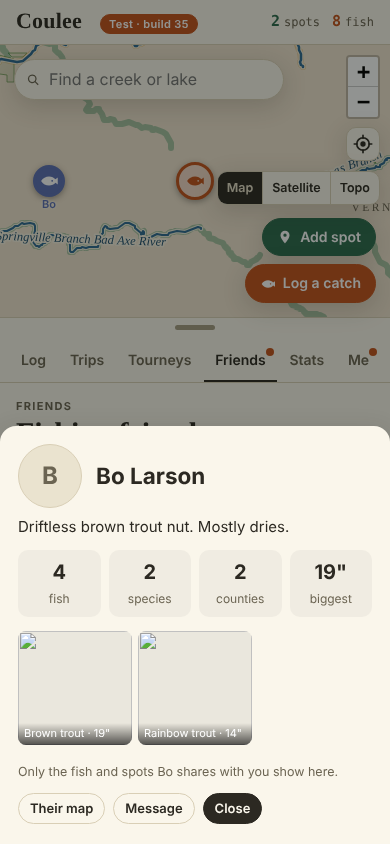 Coulee
Test · build 35
2 spots 8 fish
Find a creek or lake
+
−
Bo
Map Satellite Topo
Springville Branch Bad Axe River
Add spot
Log a catch
Log Trips Tourneys Friends Stats Me
FRIENDS
B
Bo Larson
Driftless brown trout nut. Mostly dries.
4 2 2 19"
fish species counties biggest
Brown trout · 19" Rainbow trout · 14"
Only the fish and spots Bo shares with you show here.
Their map Message Close